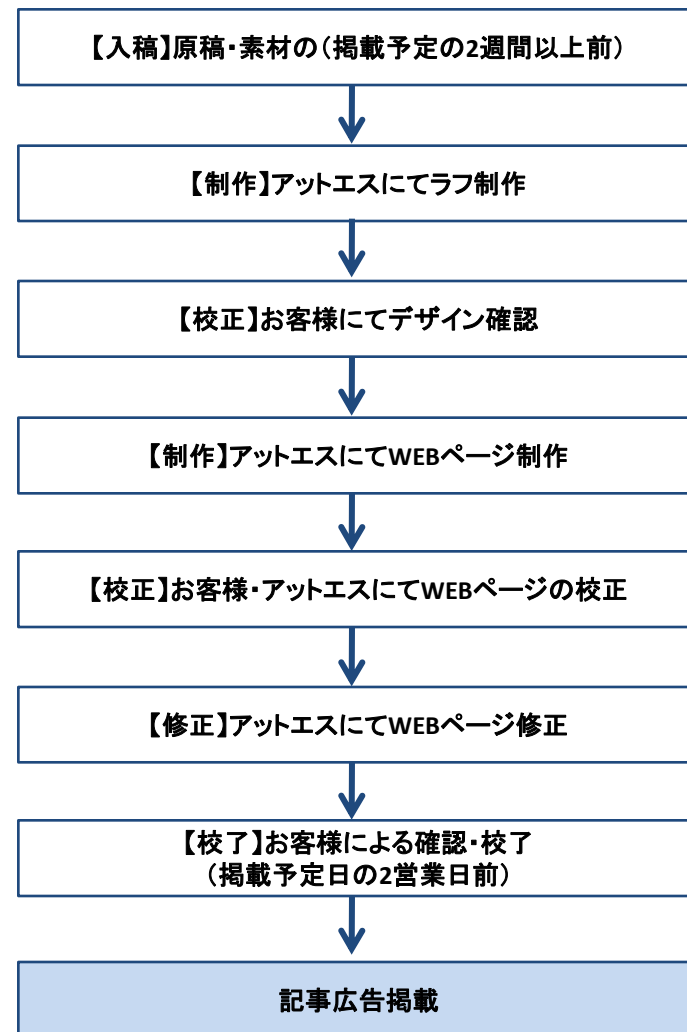 【入稿】原稿・素材の(掲載予定の2週間以上前)
【制作】アットエスにてラフ制作
【校正】お客様にてデザイン確認
【制作】アットエスにてWEBページ制作
【校正】お客様・アットエスにてWEBページの校正
【修正】アットエスにてWEBページ修正
【校了】お客様による確認・校了
(掲載予定日の2営業日前)
記事広告掲載